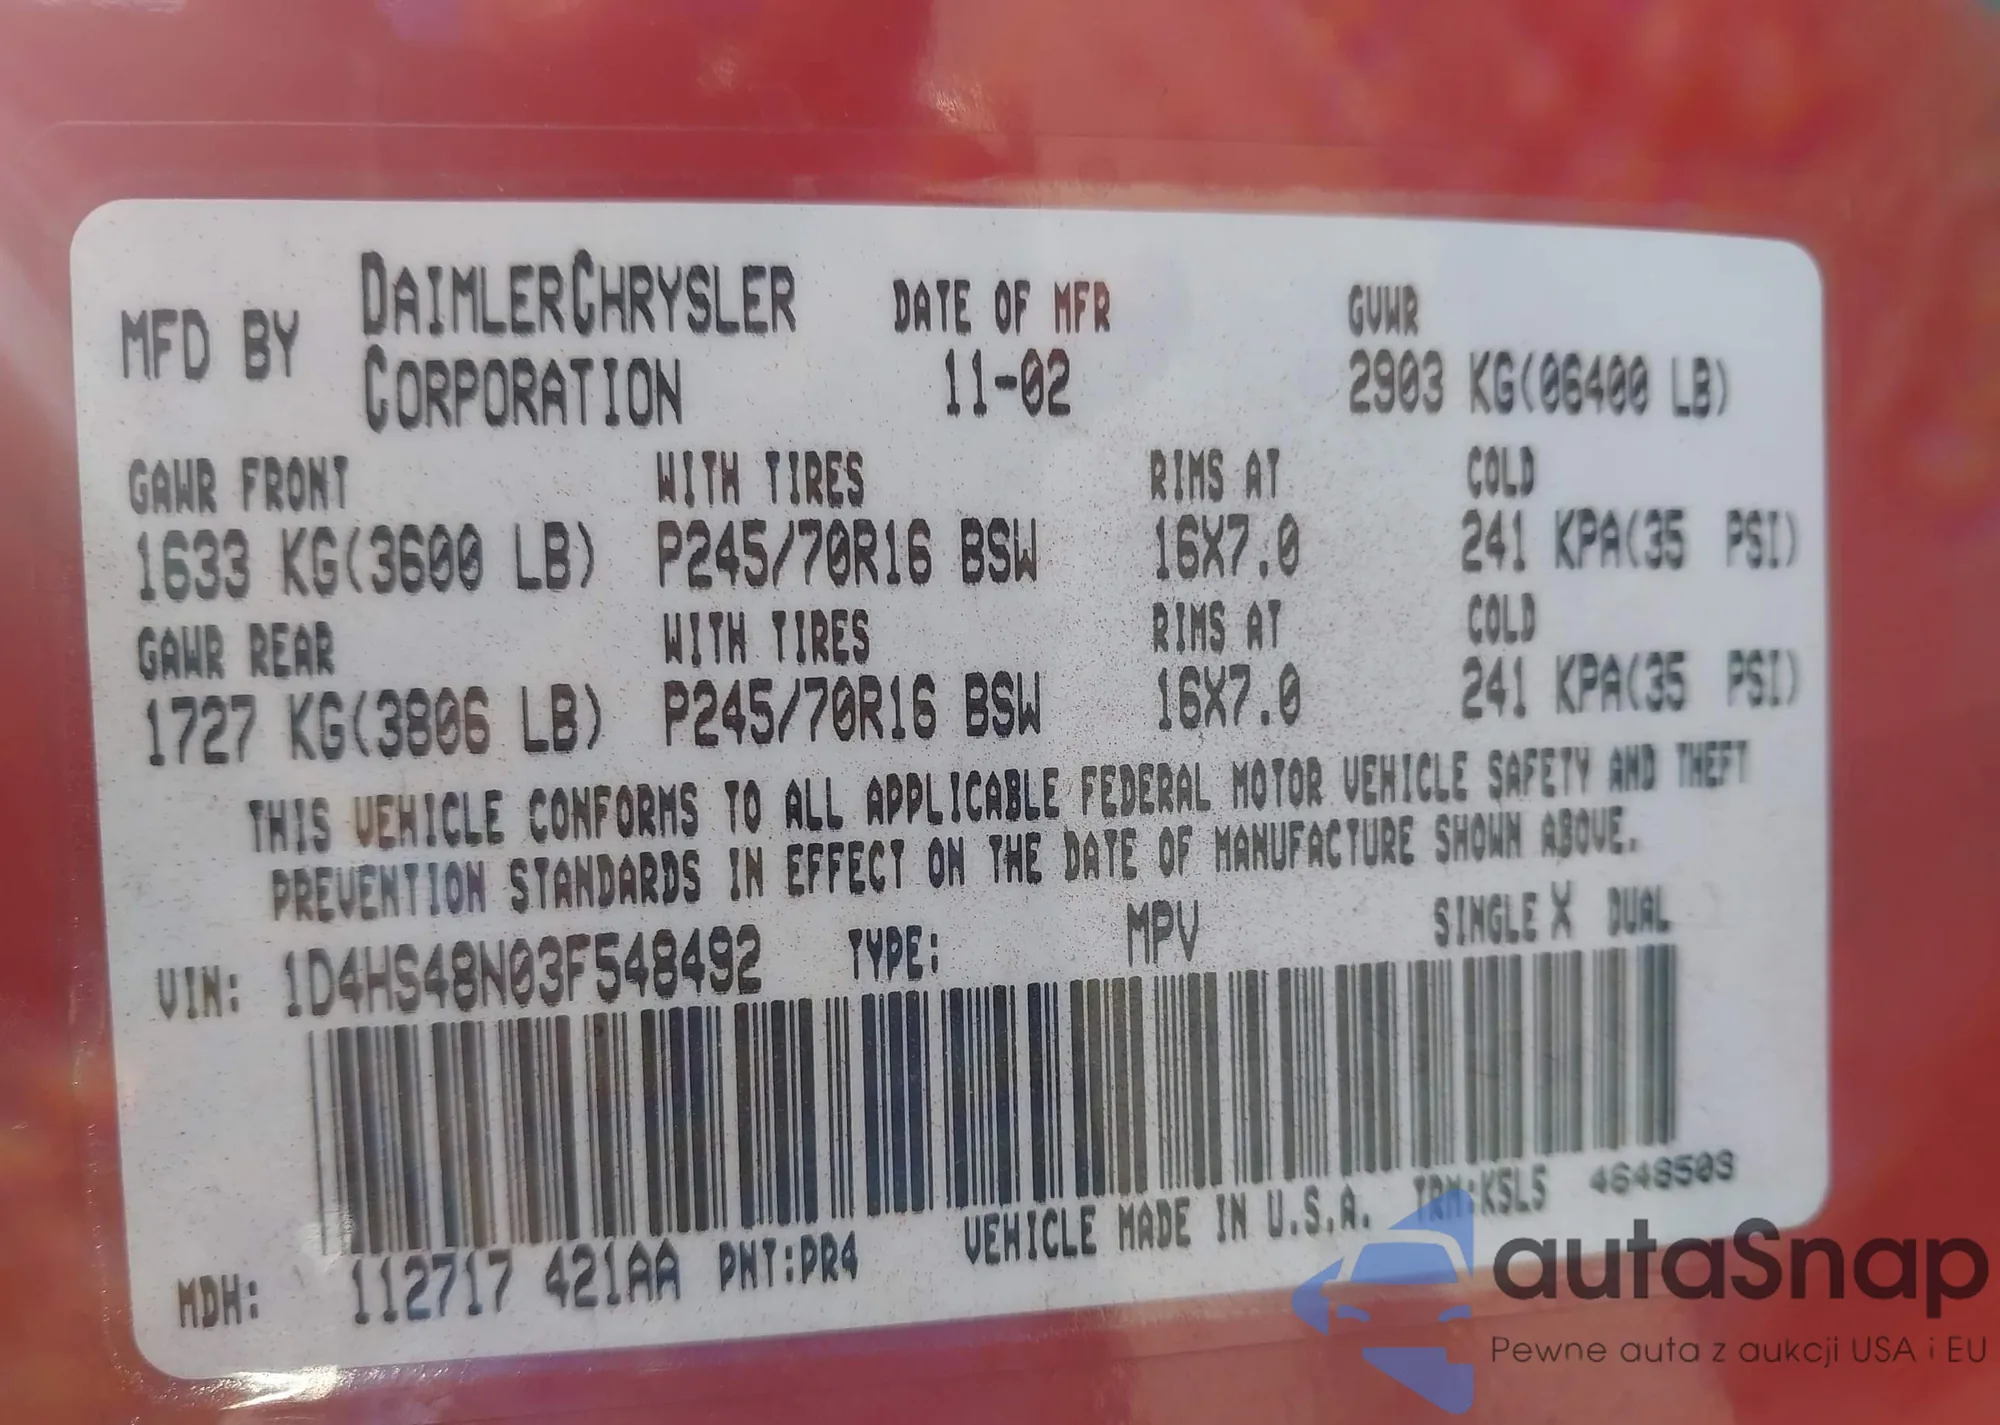 MFD BY DAIMLERCHRYSLER CORPORATION DATE OF MFR 11-02 GVWR 2903 KG(06400 LB)
GAWR FRONT WITH TIRES RIMS AT COLD
1633 KG(3600 LB) P245/70R16 BSW 16X7.0 241 KPA(35 PSI)
GAWR REAR WITH TIRES RIMS AT COLD
1727 KG(3806 LB) P245/70R16 BSW 16X7.0 241 KPA(35 PSI)
THIS VEHICLE CONFORMS TO ALL APPLICABLE FEDERAL MOTOR VEHICLE SAFETY AND THEFT
PREVENTION STANDARDS IN EFFECT ON THE DATE OF MANUFACTURE SHOWN ABOVE.
VIN: 1D4HS48N03F548492 TYPE: MPV SINGLE X DUAL
MDH: 112717 421AA PNT:PR4 VEHICLE MADE IN U.S.A. TRM:K5L5 4648509
autaSnap
Pewne auta z aukcji USA i EU